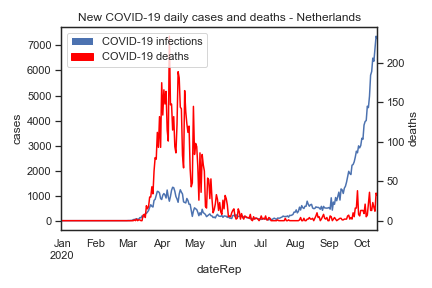 New COVID-19 daily cases and deaths - Netherlands
COVID-19 infections
COVID-19 deaths
7000
6000
5000
4000
3000
2000
1000
0
cases
200
150
100
50
0
deaths
Jan Feb Mar Apr May Jun Jul Aug Sep Oct
2020
dateRep